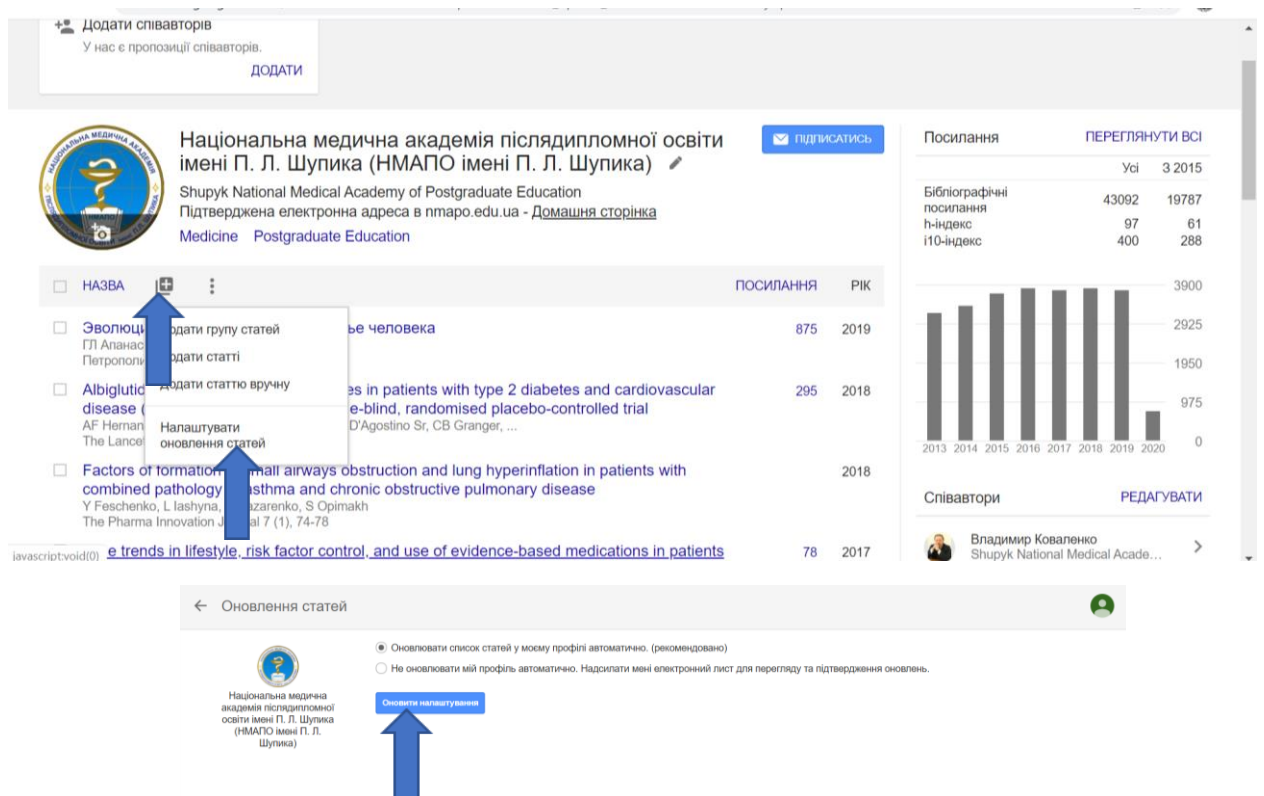 Додати співавторів
У нас є пропозиції співавторів.
ДОДАТИ
Національна медична академія післядипломної освіти
імені П. Л. Шупика (НМАПО імені П. Л. Шупика)
Shupyk National Medical Academy of Postgraduate Education
Підтверджена електронна адреса в nmapo.edu.ua - Домашня сторінка
Medicine Postgraduate Education
ПІДПИСАТИСЬ
НАЗВА
ПОСИЛАННЯ РІК
Эволюци ье человека 875 2019
ГЛ Апанас
Петрополи
Albiglutid es in patients with type 2 diabetes and cardiovascular 295 2018
disease ( e-blind, randomised placebo-controlled trial
AF Hernan D'Agostino Sr, CB Granger, ...
The Lance
Додати групу статей
Додати статті
Додати статтю вручну
Налаштувати
оновлення статей
Factors of formation small airways obstruction and lung hyperinflation in patients with 2018
combined pathology asthma and chronic obstructive pulmonary disease
Y Feschenko, L Iashyna, azarenko, S Opimakh
The Pharma Innovation J al 7 (1), 74-78
e trends in lifestyle, risk factor control, and use of evidence-based medications in patients 78 2017
javascript:void(0)
Посилання ПЕРЕГЛЯНУТИ ВСІ
Усі З 2015
Бібліографічні
посилання 43092 19787
h-індекс 97 61
i10-індекс 400 288
3900
2925
1950
975
0
2013 2014 2015 2016 2017 2018 2019 2020
Співавтори РЕДАГУВАТИ
Владимир Коваленко
Shupyk National Medical Acade...
Оновлення статей
Національна медична
академія післядипломної
освіти імені П. Л. Шупика
(НМАПО імені П. Л.
Шупика)
Оновлювати список статей у моєму профілі автоматично. (рекомендовано)
Не оновлювати мій профіль автоматично. Надсилати мені електронний лист для перегляду та підтвердження оновлень.
Оновити налаштування